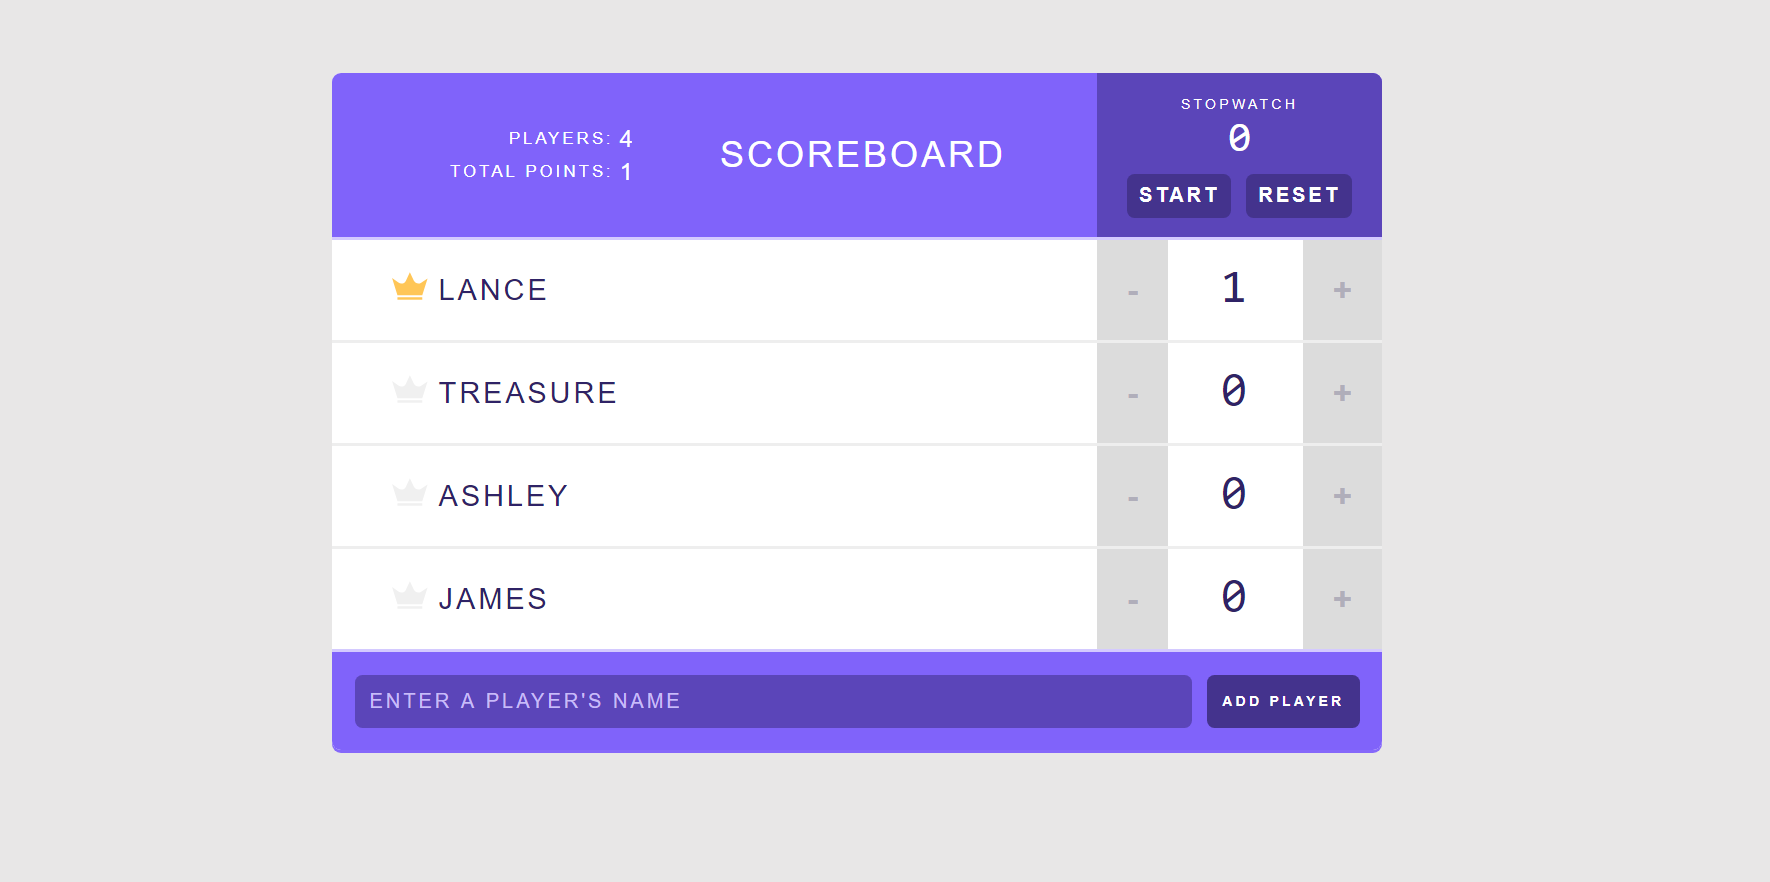 PLAYERS: 4
TOTAL POINTS: 1
SCOREBOARD
STOPWATCH
0
START RESET
LANCE - 1 +
TREASURE - 0 +
ASHLEY - 0 +
JAMES - 0 +
ENTER A PLAYER'S NAME ADD PLAYER